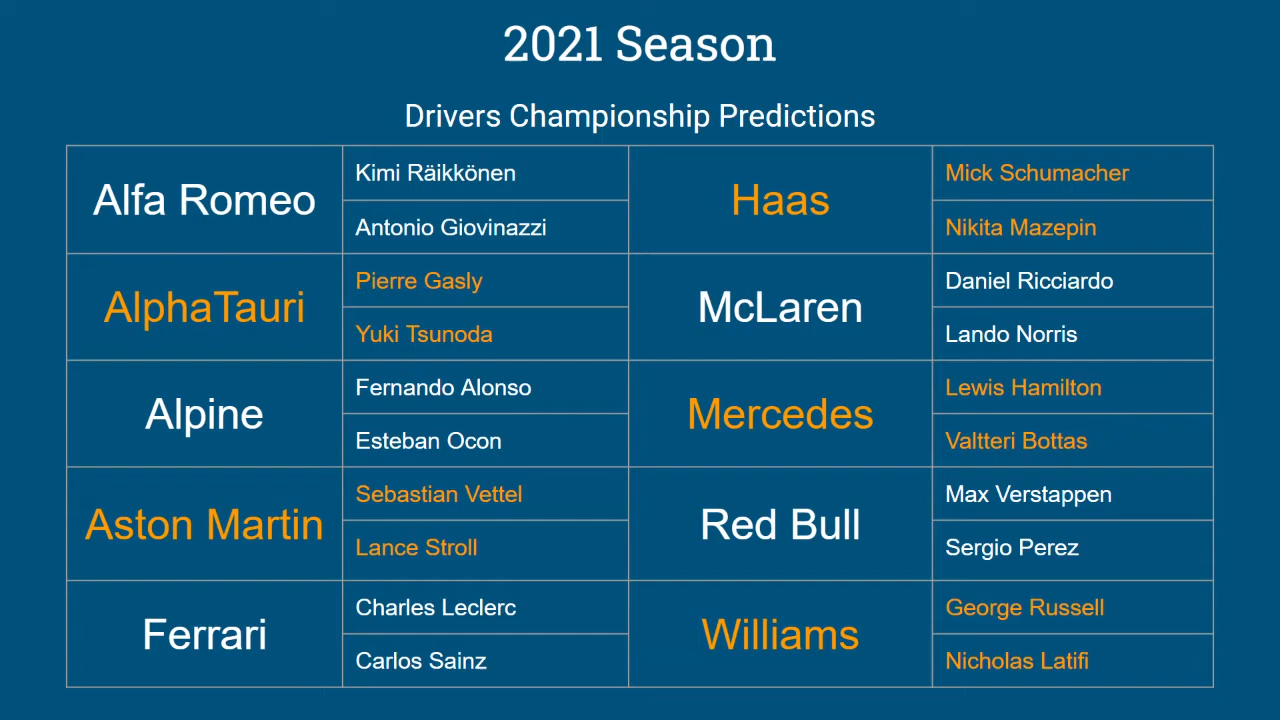 2021 Season
Drivers Championship Predictions
Alfa Romeo
Kimi Räikkönen
Antonio Giovinazzi
Haas
Mick Schumacher
Nikita Mazepin
AlphaTauri
Pierre Gasly
Yuki Tsunoda
McLaren
Daniel Ricciardo
Lando Norris
Alpine
Fernando Alonso
Esteban Ocon
Mercedes
Lewis Hamilton
Valtteri Bottas
Aston Martin
Sebastian Vettel
Lance Stroll
Red Bull
Max Verstappen
Sergio Perez
Ferrari
Charles Leclerc
Carlos Sainz
Williams
George Russell
Nicholas Latifi